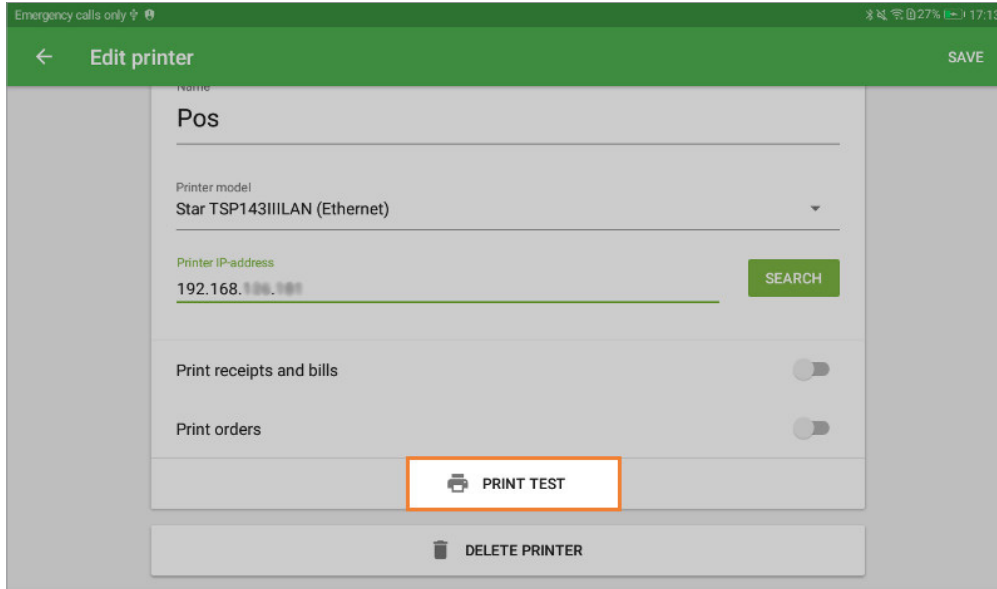 Emergency calls only 27% 17:13
Edit printer SAVE
Name
Pos
Printer model
Star TSP143IIILAN (Ethernet)
Printer IP-address
192.168.
SEARCH
Print receipts and bills
Print orders
PRINT TEST
DELETE PRINTER